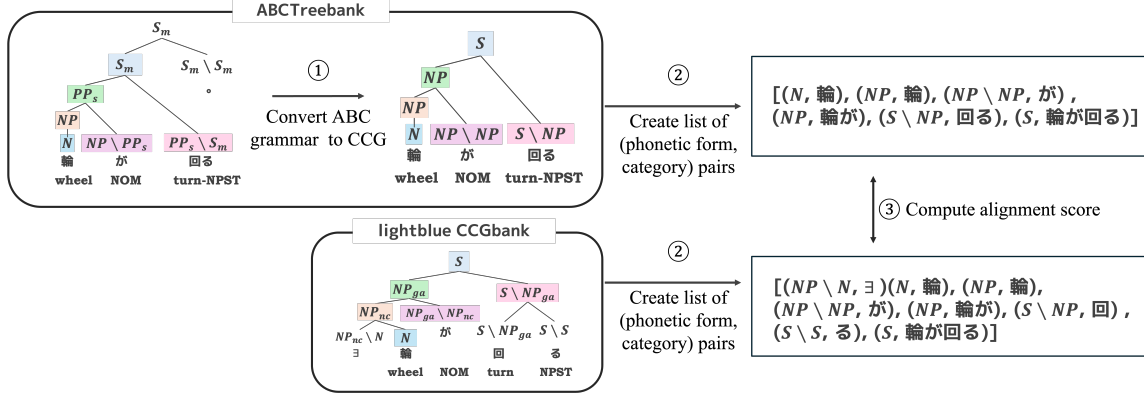 ABCTreebank
S_m
S_m
S_m \ S_m
PP_s
。
NP
N
NP \ PP_s
PP_s \ S_m
輪
が
回る
wheel
NOM
turn-NPST
①
Convert ABC
grammar to CCG
S
NP
NP
N
NP \ NP
S \ NP
輪
が
回る
wheel
NOM
turn-NPST
②
Create list of
(phonetic form,
category) pairs
[(N, 輪), (NP, 輪), (NP \ NP, が) ,
(NP, 輪が), (S \ NP, 回る), (S, 輪が回る)]
③ Compute alignment score
lightblue CCGbank
S
NP_ga
S \ NP_ga
NP_nc
NP_ga \ NP_nc
NP_nc \ N
N
が
S \ NP_ga
S \ S
∃
輪
回
る
wheel
NOM
turn
NPST
②
Create list of
(phonetic form,
category) pairs
[(NP \ N, ∃ )(N, 輪), (NP, 輪),
(NP \ NP, が), (NP, 輪が), (S \ NP, 回) ,
(S \ S, る), (S, 輪が回る)]